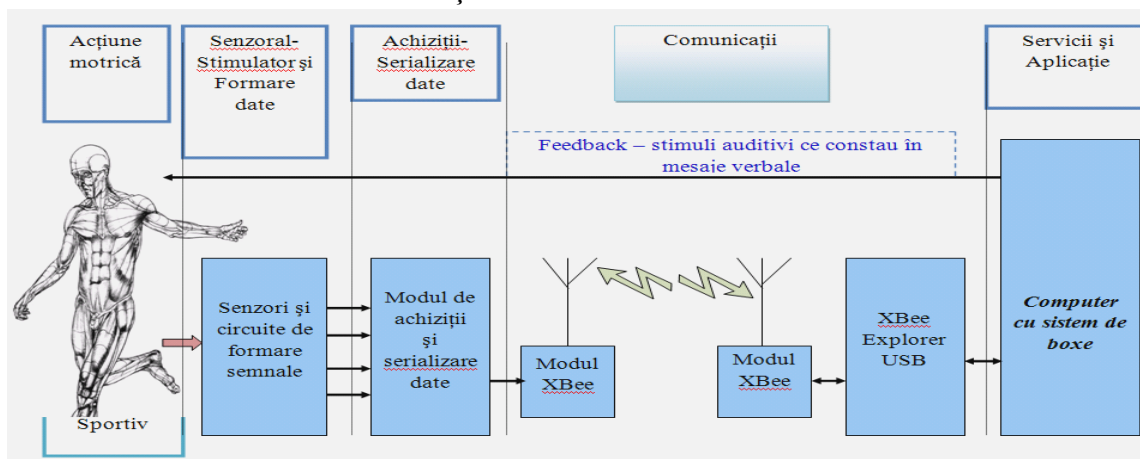 Acțiune
motrică
Senzoral-
Stimulator și
Formare
date
Achiziții-
Serializare
date
Comunicații
Servicii și
Aplicație
Feedback – stimuli auditivi ce constau în
mesaje verbale
Senzori și
circuite de
formare
semnale
Modul de
achiziții
și
serializare
date
Modul
XBee
Modul
XBee
XBee
Explorer
USB
Computer
cu sistem de
boxe
Sportiv